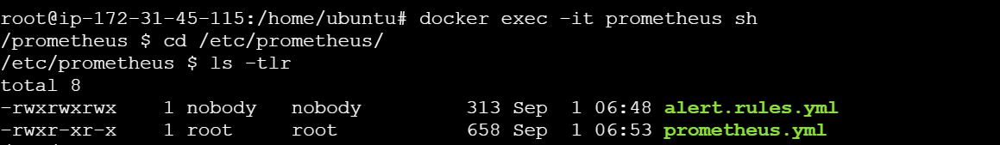 root@ip-172-31-45-115:/home/ubuntu# docker exec -it prometheus sh
/prometheus $ cd /etc/prometheus/
/etc/prometheus $ ls -tlr
total 8
-rwxrwxrwx    1 nobody   nobody         313 Sep  1 06:48 alert.rules.yml
-rwxr-xr-x    1 root     root           658 Sep  1 06:53 prometheus.yml